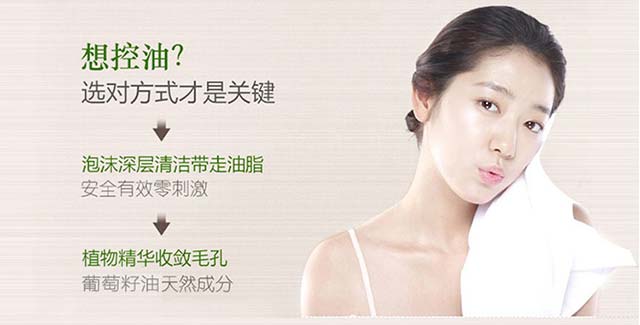 想控油?
选对方式才是关键
泡沫深层清洁带走油脂
安全有效零刺激
植物精华收敛毛孔
葡萄籽油天然成分